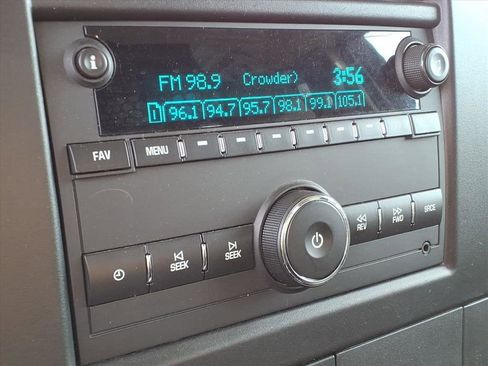 FM 98.9 Crowder) 3:56
1 96.1 94.7 95.7 98.1 99.1 105.1
FAV MENU
SEEK SEEK REV FWD SRCE